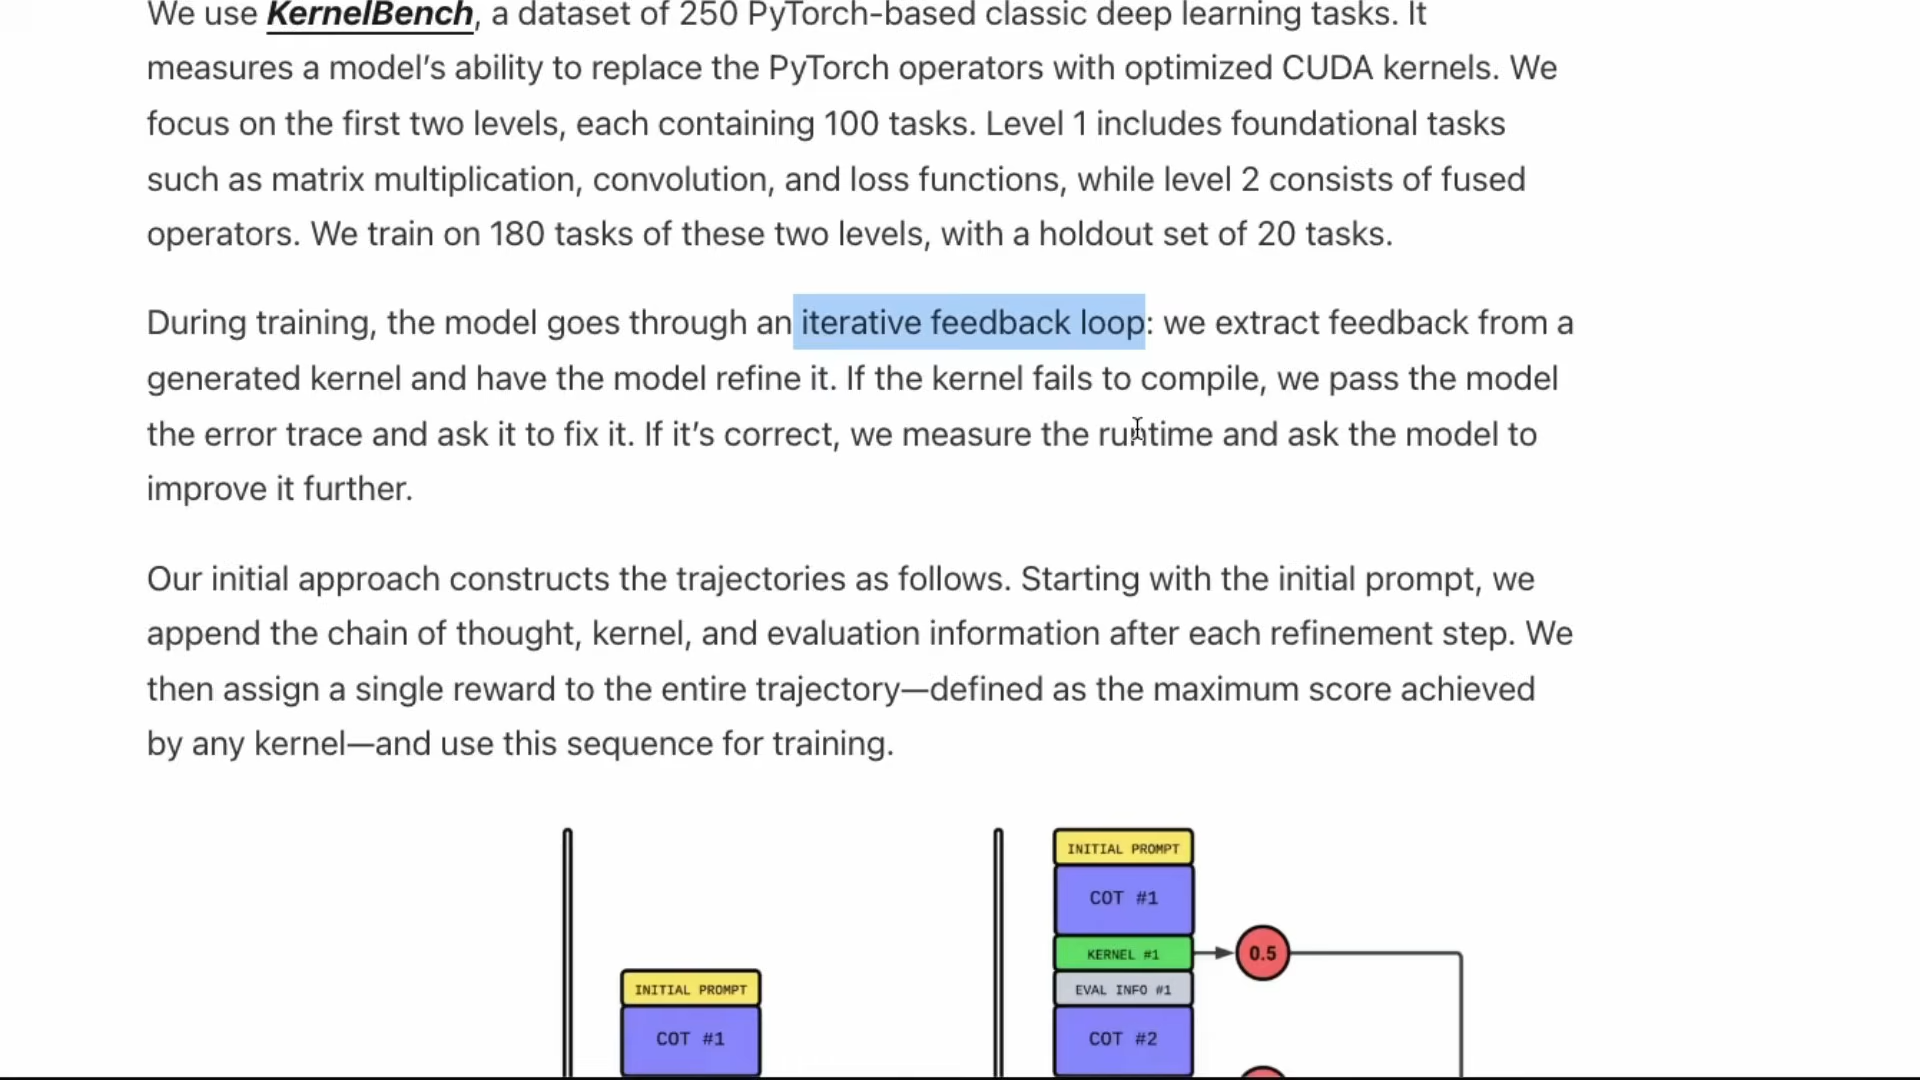 We use KernelBench, a dataset of 250 PyTorch-based classic deep learning tasks. It
measures a model’s ability to replace the PyTorch operators with optimized CUDA kernels. We
focus on the first two levels, each containing 100 tasks. Level 1 includes foundational tasks
such as matrix multiplication, convolution, and loss functions, while level 2 consists of fused
operators. We train on 180 tasks of these two levels, with a holdout set of 20 tasks.
During training, the model goes through an iterative feedback loop: we extract feedback from a
generated kernel and have the model refine it. If the kernel fails to compile, we pass the model
the error trace and ask it to fix it. If it’s correct, we measure the runtime and ask the model to
improve it further.
Our initial approach constructs the trajectories as follows. Starting with the initial prompt, we
append the chain of thought, kernel, and evaluation information after each refinement step. We
then assign a single reward to the entire trajectory—defined as the maximum score achieved
by any kernel—and use this sequence for training.
INITIAL PROMPT
COT #1
INITIAL PROMPT
COT #1
KERNEL #1
0.5
EVAL INFO #1
COT #2